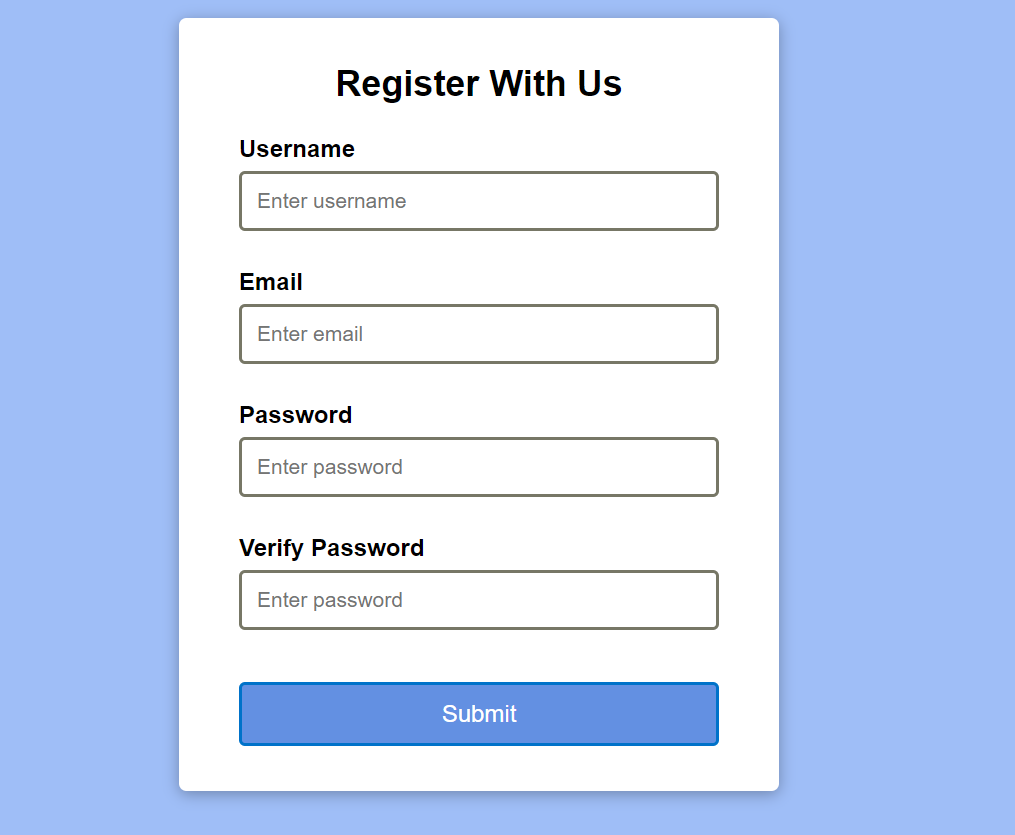 Register With Us
Username
Enter username
Email
Enter email
Password
Enter password
Verify Password
Enter password
Submit